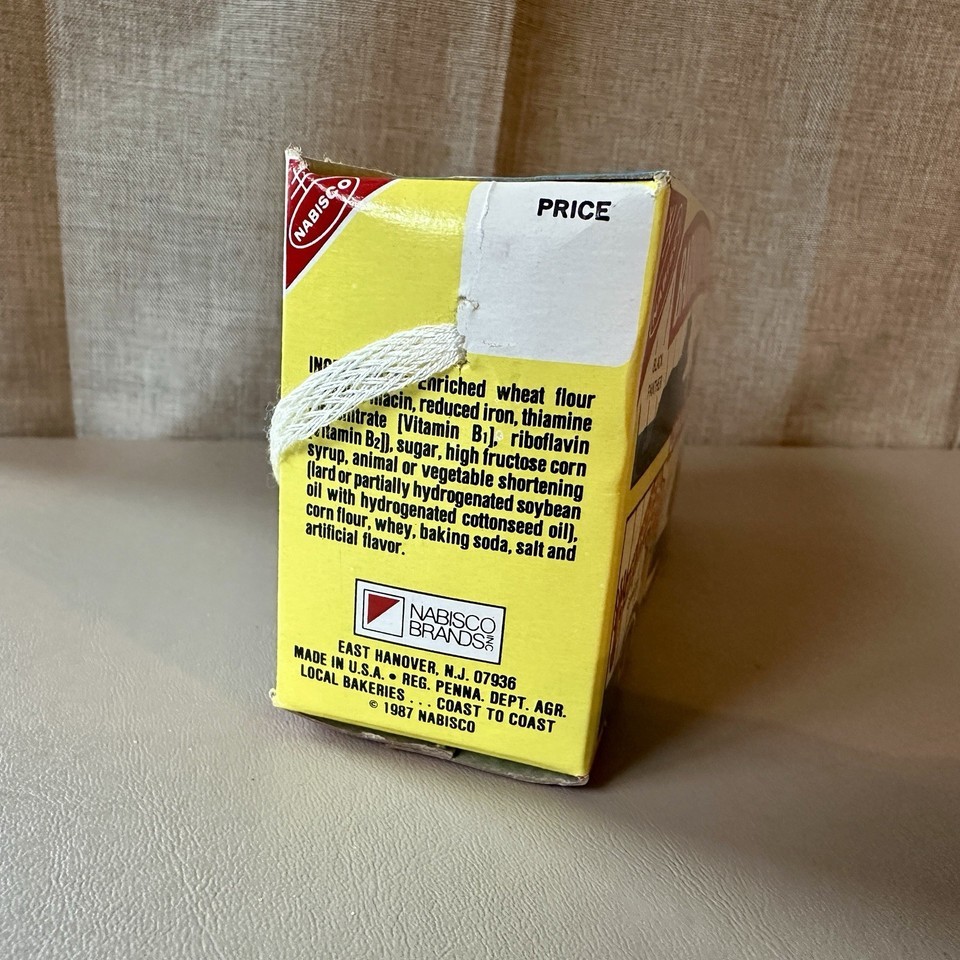 NABISCO
PRICE
Enriched wheat flour
niacin, reduced iron, thiamine
[Vitamin B1], riboflavin
B2]), sugar, high fructose corn
syrup, animal or vegetable shortening
(lard or partially hydrogenated soybean
oil with hydrogenated cottonseed oil),
corn flour, whey, baking soda, salt and
artificial flavor.
NABISCO
BRANDS INC
EAST HANOVER, N.J. 07936
MADE IN U.S.A. • REG. PENNA. DEPT. AGR.
LOCAL BAKERIES . . . COAST TO COAST
© 1987 NABISCO
BLACK
PANTHER